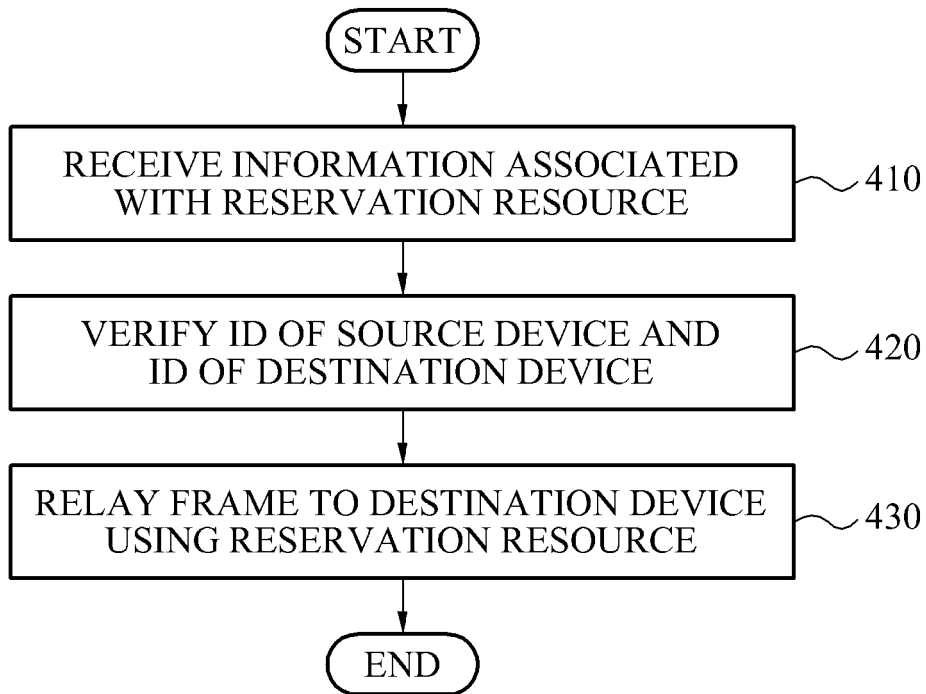 START
RECEIVE INFORMATION ASSOCIATED
WITH RESERVATION RESOURCE
410
VERIFY ID OF SOURCE DEVICE AND
ID OF DESTINATION DEVICE
420
RELAY FRAME TO DESTINATION DEVICE
USING RESERVATION RESOURCE
430
END